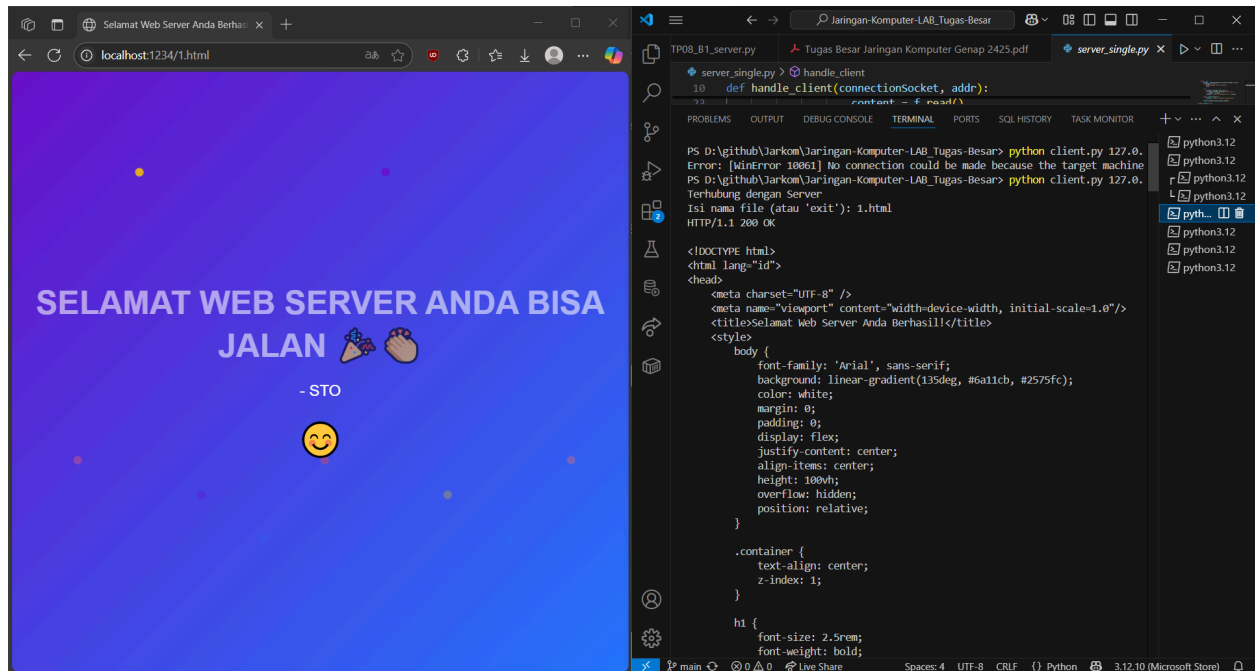 Selamat Web Server Anda Berhas
localhost:1234/1.html
SELAMAT WEB SERVER ANDA BISA
JALAN 🎉👏
- STO
😊
Jaringan-Komputer-LAB_Tugas-Besar
TP08_B1_server.py
Tugas Besar Jaringan Komputer Genap 2425.pdf
server_single.py
server_single.py > handle_client
10 def handle_client(connectionSocket, addr):
23 content = f.read()
PROBLEMS OUTPUT DEBUG CONSOLE TERMINAL PORTS SQL HISTORY TASK MONITOR
PS D:\github\Jarkom\Jaringan-Komputer-LAB_Tugas-Besar> python client.py 127.0.
Error: [WinError 10061] No connection could be made because the target machine
PS D:\github\Jarkom\Jaringan-Komputer-LAB_Tugas-Besar> python client.py 127.0.
Terhubung dengan Server
Isi nama file (atau 'exit'): 1.html
HTTP/1.1 200 OK
<!DOCTYPE html>
<html lang="id">
<head>
<meta charset="UTF-8" />
<meta name="viewport" content="width=device-width, initial-scale=1.0"/>
<title>Selamat Web Server Anda Berhasil!</title>
<style>
body {
font-family: 'Arial', sans-serif;
background: linear-gradient(135deg, #6a11cb, #2575fc);
color: white;
margin: 0;
padding: 0;
display: flex;
justify-content: center;
align-items: center;
height: 100vh;
overflow: hidden;
position: relative;
}
.container {
text-align: center;
z-index: 1;
}
h1 {
font-size: 2.5rem;
font-weight: bold;
python3.12
python3.12
python3.12
python3.12
pyth...
python3.12
python3.12
python3.12
2
main 0 0 Live Share Spaces: 4 UTF-8 CRLF {} Python 3.12.10 (Microsoft Store)